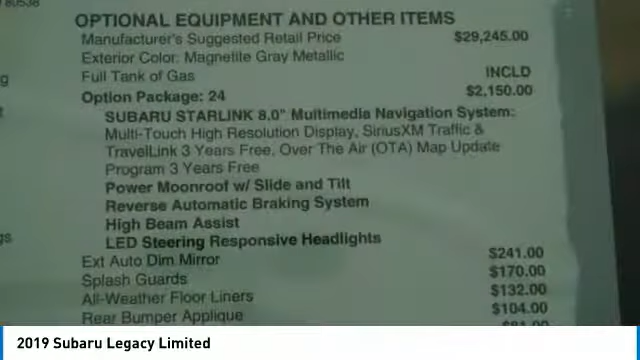 OPTIONAL EQUIPMENT AND OTHER ITEMS
Manufacturer's Suggested Retail Price $29,245.00
Exterior Color: Magnetite Gray Metallic
Full Tank of Gas INCLD
Option Package: 24 $2,150.00
SUBARU STARLINK 8.0" Multimedia Navigation System:
Multi-Touch High Resolution Display, SiriusXM Traffic &
TravelLink 3 Years Free, Over The Air (OTA) Map Update
Program 3 Years Free
Power Moonroof w/ Slide and Tilt
Reverse Automatic Braking System
High Beam Assist
LED Steering Responsive Headlights
Ext Auto Dim Mirror $241.00
Splash Guards $170.00
All-Weather Floor Liners $132.00
Rear Bumper Applique $104.00
2019 Subaru Legacy Limited